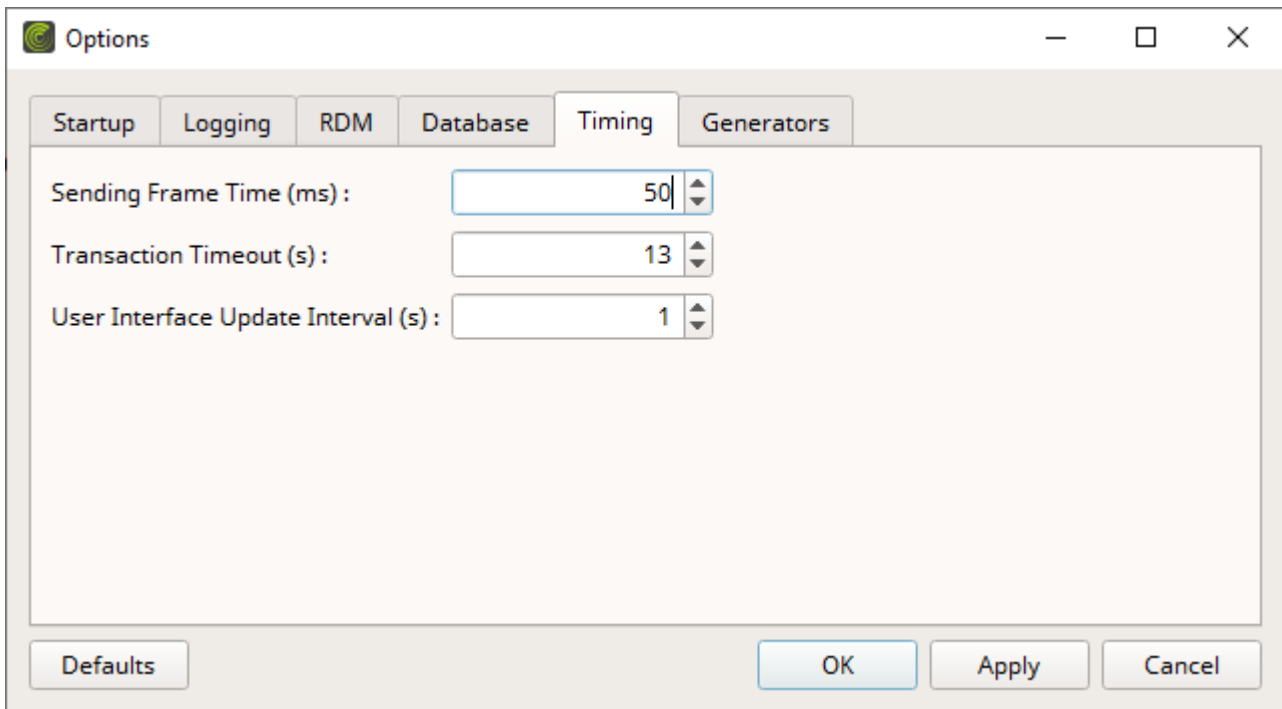 Options
Startup Logging RDM Database Timing Generators
Sending Frame Time (ms) : 50
Transaction Timeout (s) : 13
User Interface Update Interval (s) : 1
Defaults OK Apply Cancel